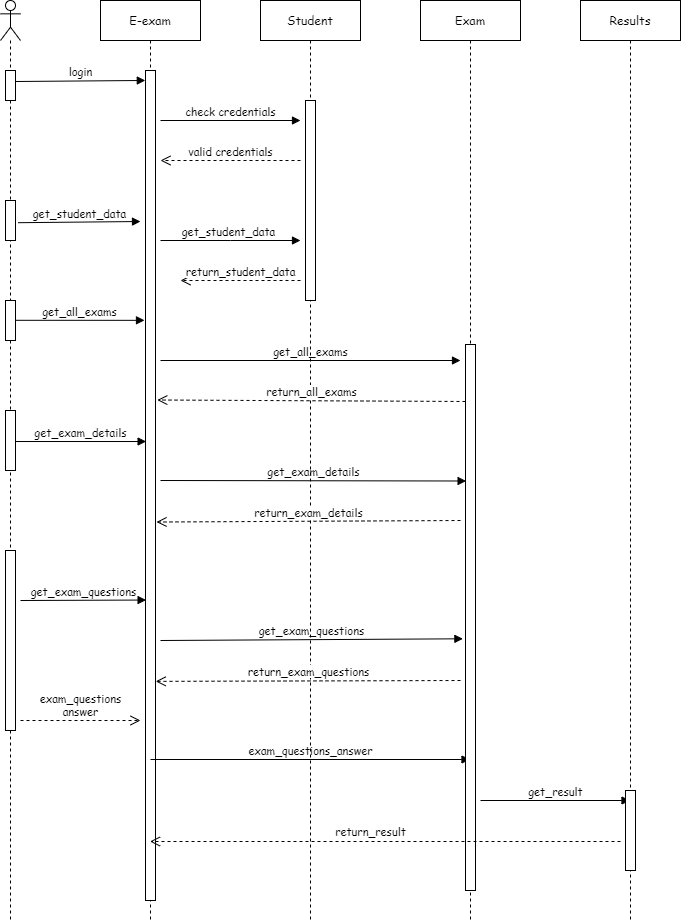 E-exam
Student
Exam
Results
login
check credentials
valid credentials
get_student_data
get_student_data
return_student_data
get_all_exams
get_all_exams
return_all_exams
get_exam_details
get_exam_details
return_exam_details
get_exam_questions
get_exam_questions
return_exam_questions
exam_questions
answer
exam_questions_answer
get_result
return_result